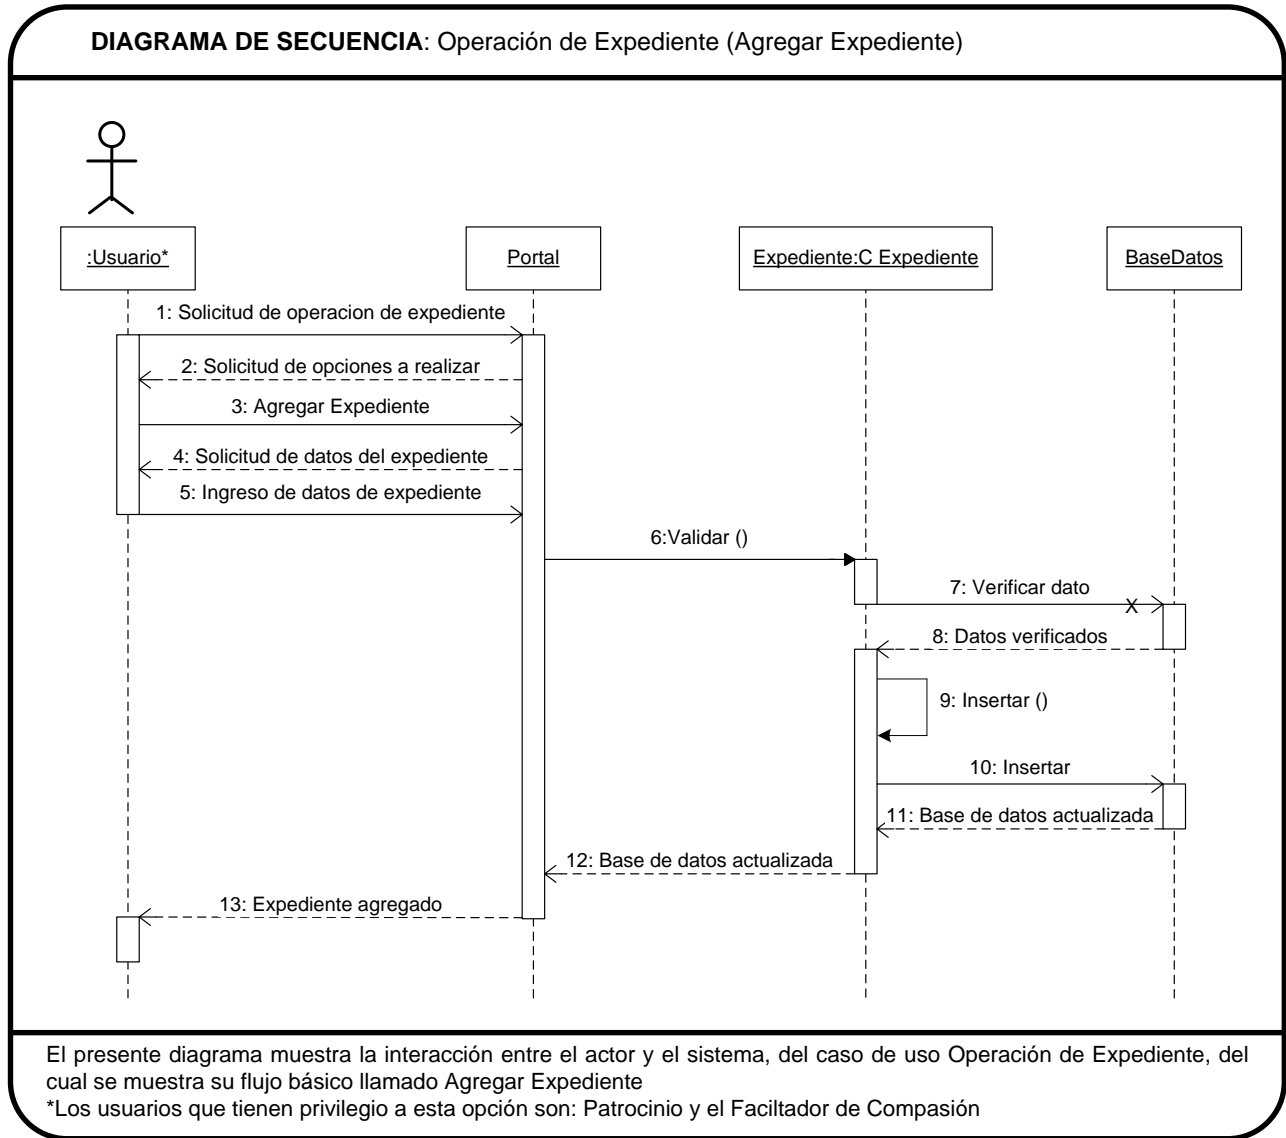 DIAGRAMA DE SECUENCIA: Operación de Expediente (Agregar Expediente)
:Usuario*
Portal
Expediente:C Expediente
BaseDatos
1: Solicitud de operacion de expediente
2: Solicitud de opciones a realizar
3: Agregar Expediente
4: Solicitud de datos del expediente
5: Ingreso de datos de expediente
6:Validar ()
7: Verificar dato
X
8: Datos verificados
9: Insertar ()
10: Insertar
11: Base de datos actualizada
12: Base de datos actualizada
13: Expediente agregado
El presente diagrama muestra la interacción entre el actor y el sistema, del caso de uso Operación de Expediente, del
cual se muestra su flujo básico llamado Agregar Expediente
*Los usuarios que tienen privilegio a esta opción son: Patrocinio y el Faciltador de Compasión